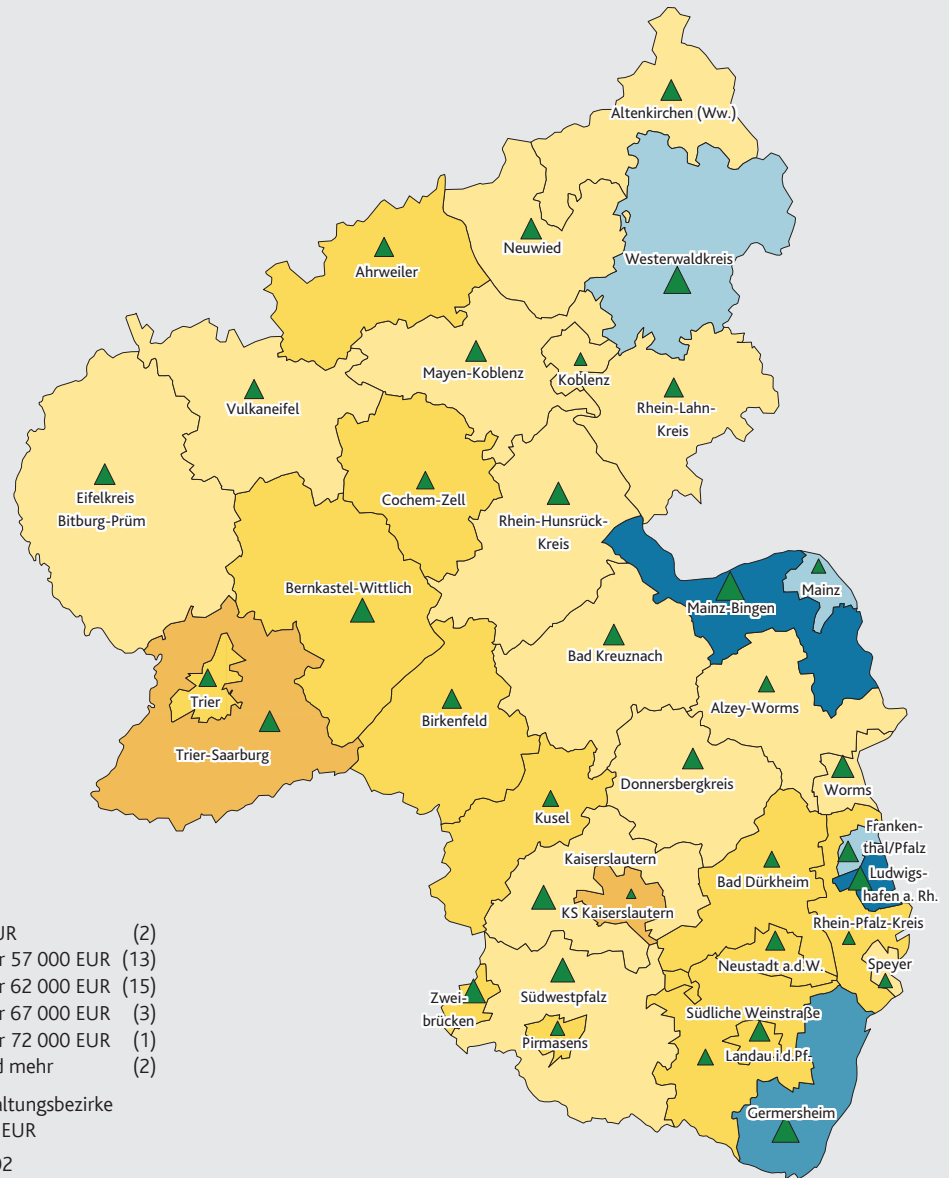 Altenkirchen (Ww.)
Neuwied
Westerwaldkreis
Ahrweiler
Mayen-Koblenz
Koblenz
Vulkaneifel
Rhein-Lahn-
Kreis
Eifelkreis
Bitburg-Prüm
Cochem-Zell
Rhein-Hunsrück-
Kreis
Bernkastel-Wittlich
Mainz
Mainz-Bingen
Bad Kreuznach
Trier
Alzey-Worms
Birkenfeld
Trier-Saarburg
Donnersbergkreis
Worms
Kusel
Franken-
thal/Pfalz
Kaiserslautern
Bad Dürkheim
Ludwigs-
hafen a. Rh.
KS Kaiserslautern
Rhein-Pfalz-Kreis
Neustadt a.d.W.
Speyer
Zwei-
brücken
Südwestpfalz
Südliche Weinstraße
Pirmasens
Landau i.d.Pf.
Germersheim
(2)
57 000 EUR (13)
62 000 EUR (15)
67 000 EUR (3)
72 000 EUR (1)
mehr (2)
EUR